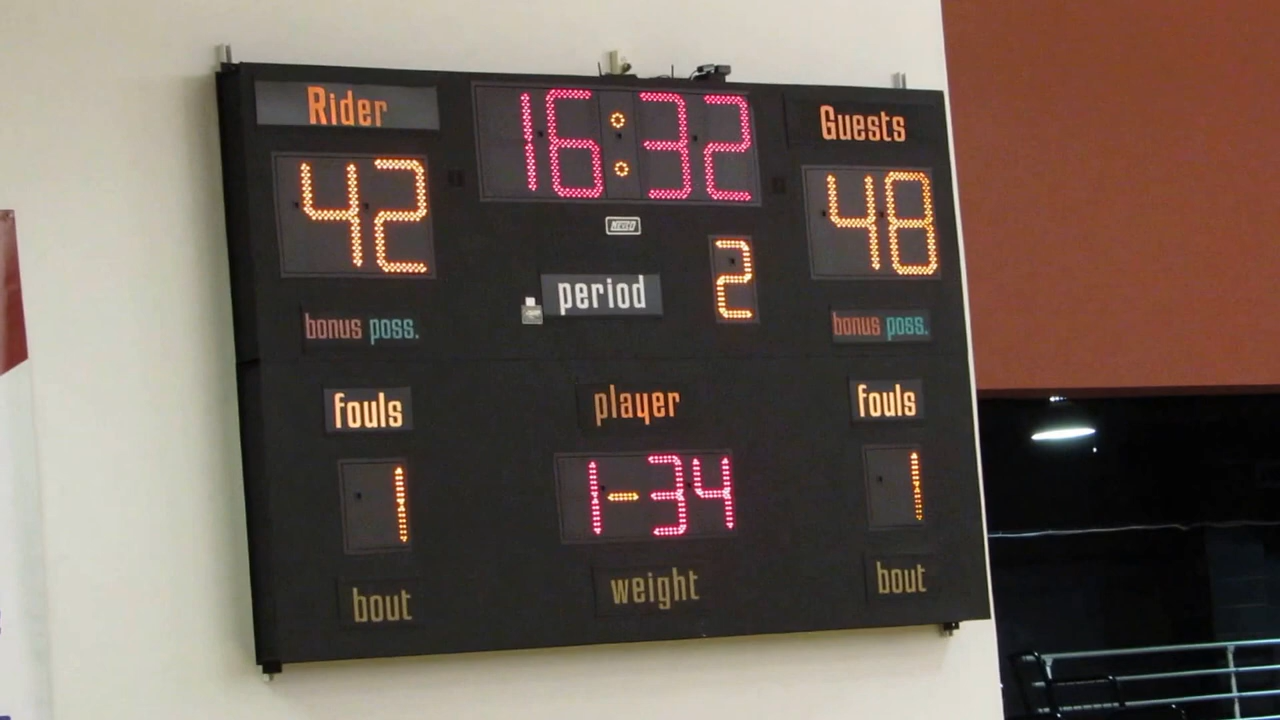 Rider
16:32
Guests
42
48
period 2
bonus poss.
bonus poss.
fouls
player
fouls
1
1-34
1
bout
weight
bout